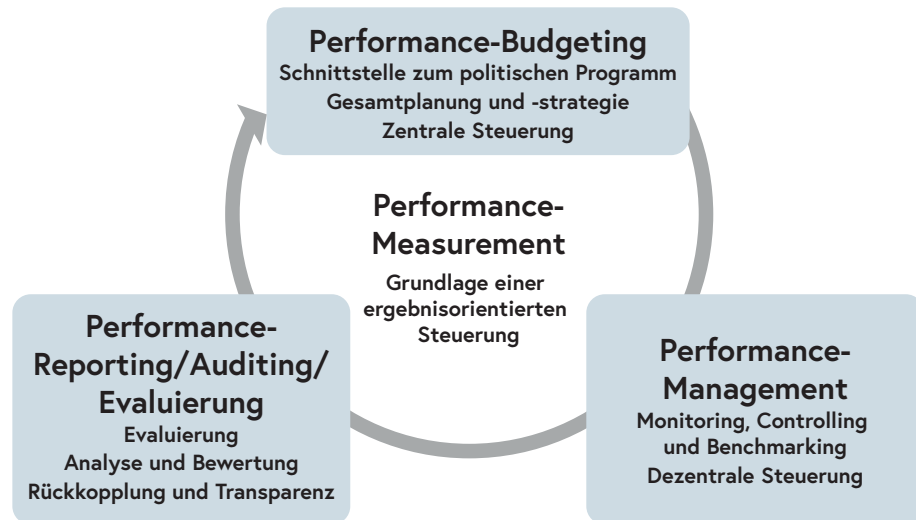 Performance-Budgeting
Schnittstelle zum politischen Programm
Gesamtplanung und -strategie
Zentrale Steuerung
Performance-
Measurement
Grundlage einer
ergebnisorientierten
Steuerung
Performance-
Reporting/Auditing/
Evaluierung
Evaluierung
Analyse und Bewertung
Rückkopplung und Transparenz
Performance-
Management
Monitoring, Controlling
und Benchmarking
Dezentrale Steuerung